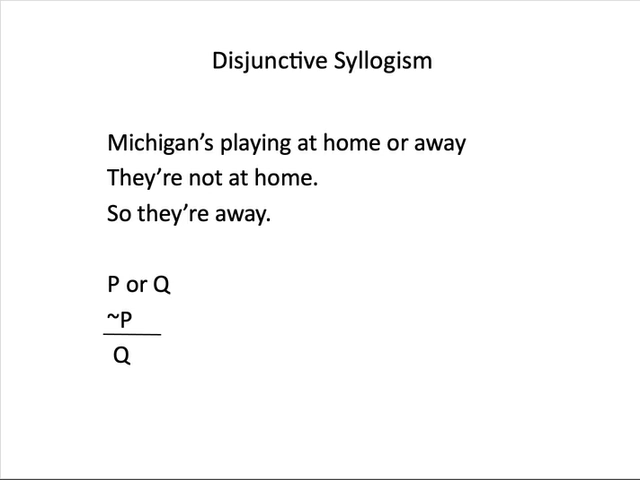 Disjunctive Syllogism
Michigan’s playing at home or away
They’re not at home.
So they’re away.
P or Q
~P
Q